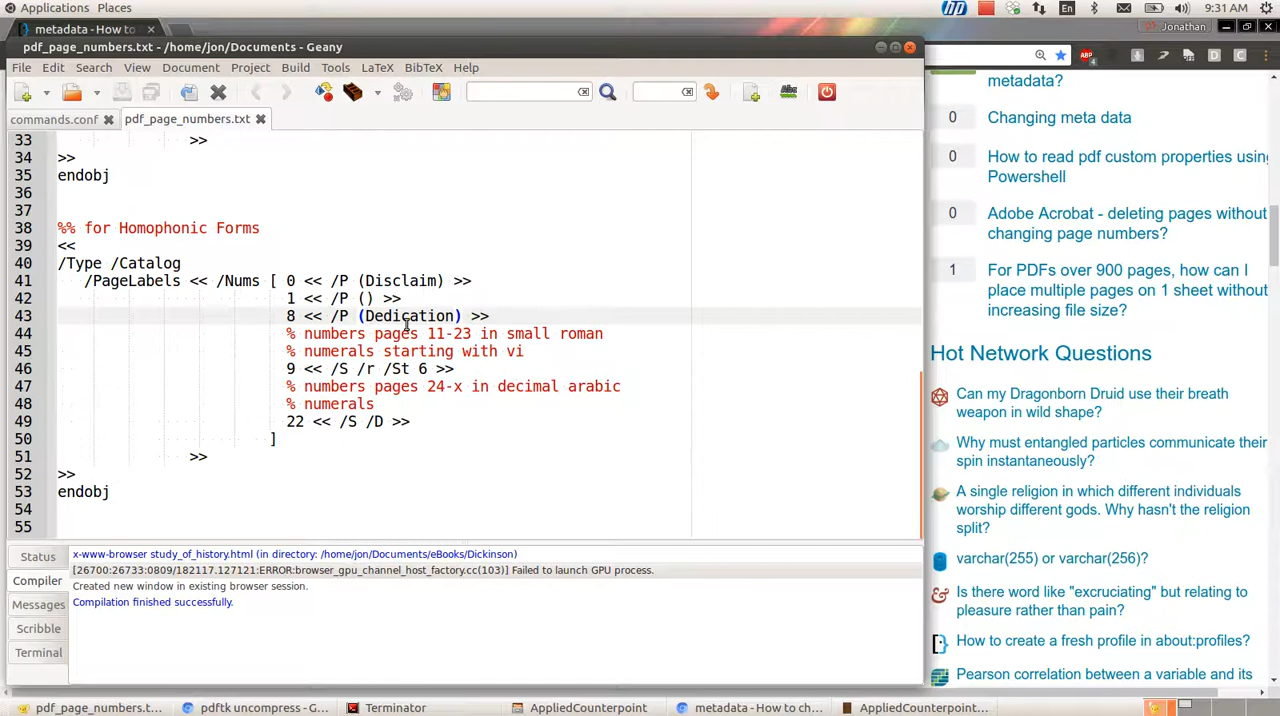 Applications Places
En
9:31 AM
metadata - How to
Jonathan
pdf_page_numbers.txt - /home/jon/Documents - Geany
File Edit Search View Document Project Build Tools LaTeX BibTeX Help
commands.conf
pdf_page_numbers.txt
33 >>
34 >>
35 endobj
36
37
38 %% for Homophonic Forms
39 <<
40 /Type /Catalog
41 /PageLabels << /Nums [ 0 << /P (Disclaim) >>
42 1 << /P () >>
43 8 << /P (Dedication) >>
44 % numbers pages 11-23 in small roman
45 % numerals starting with vi
46 9 << /S /r /St 6 >>
47 % numbers pages 24-x in decimal arabic
48 % numerals
49 22 << /S /D >>
50 ]
51 >>
52 >>
53 endobj
54
55
Status
Compiler
Messages
Scribble
Terminal
x-www-browser study_of_history.html (in directory: /home/jon/Documents/eBooks/Dickinson)
[26700:26733:0809/182117.127121:ERROR:browser_gpu_channel_host_factory.cc(103)] Failed to launch GPU process.
Created new window in existing browser session.
Compilation finished successfully.
ABP
4
D
C
metadata?
0 Changing meta data
0 How to read pdf custom properties using
Powershell
0 Adobe Acrobat - deleting pages without
changing page numbers?
1 For PDFs over 900 pages, how can I
place multiple pages on 1 sheet without
increasing file size?
Hot Network Questions
Can my Dragonborn Druid use their breath
weapon in wild shape?
Why must entangled particles communicate their
spin instantaneously?
A single religion in which different individuals
worship different gods. Why hasn't the religion
split?
varchar(255) or varchar(256)?
Is there word like "excruciating" but relating to
pleasure rather than pain?
How to create a fresh profile in about:profiles?
Pearson correlation between a variable and its
pdf_page_numbers.t...
pdftk uncompress - G...
Terminator
AppliedCounterpoint
metadata - How to ch...
AppliedCounterpoint...